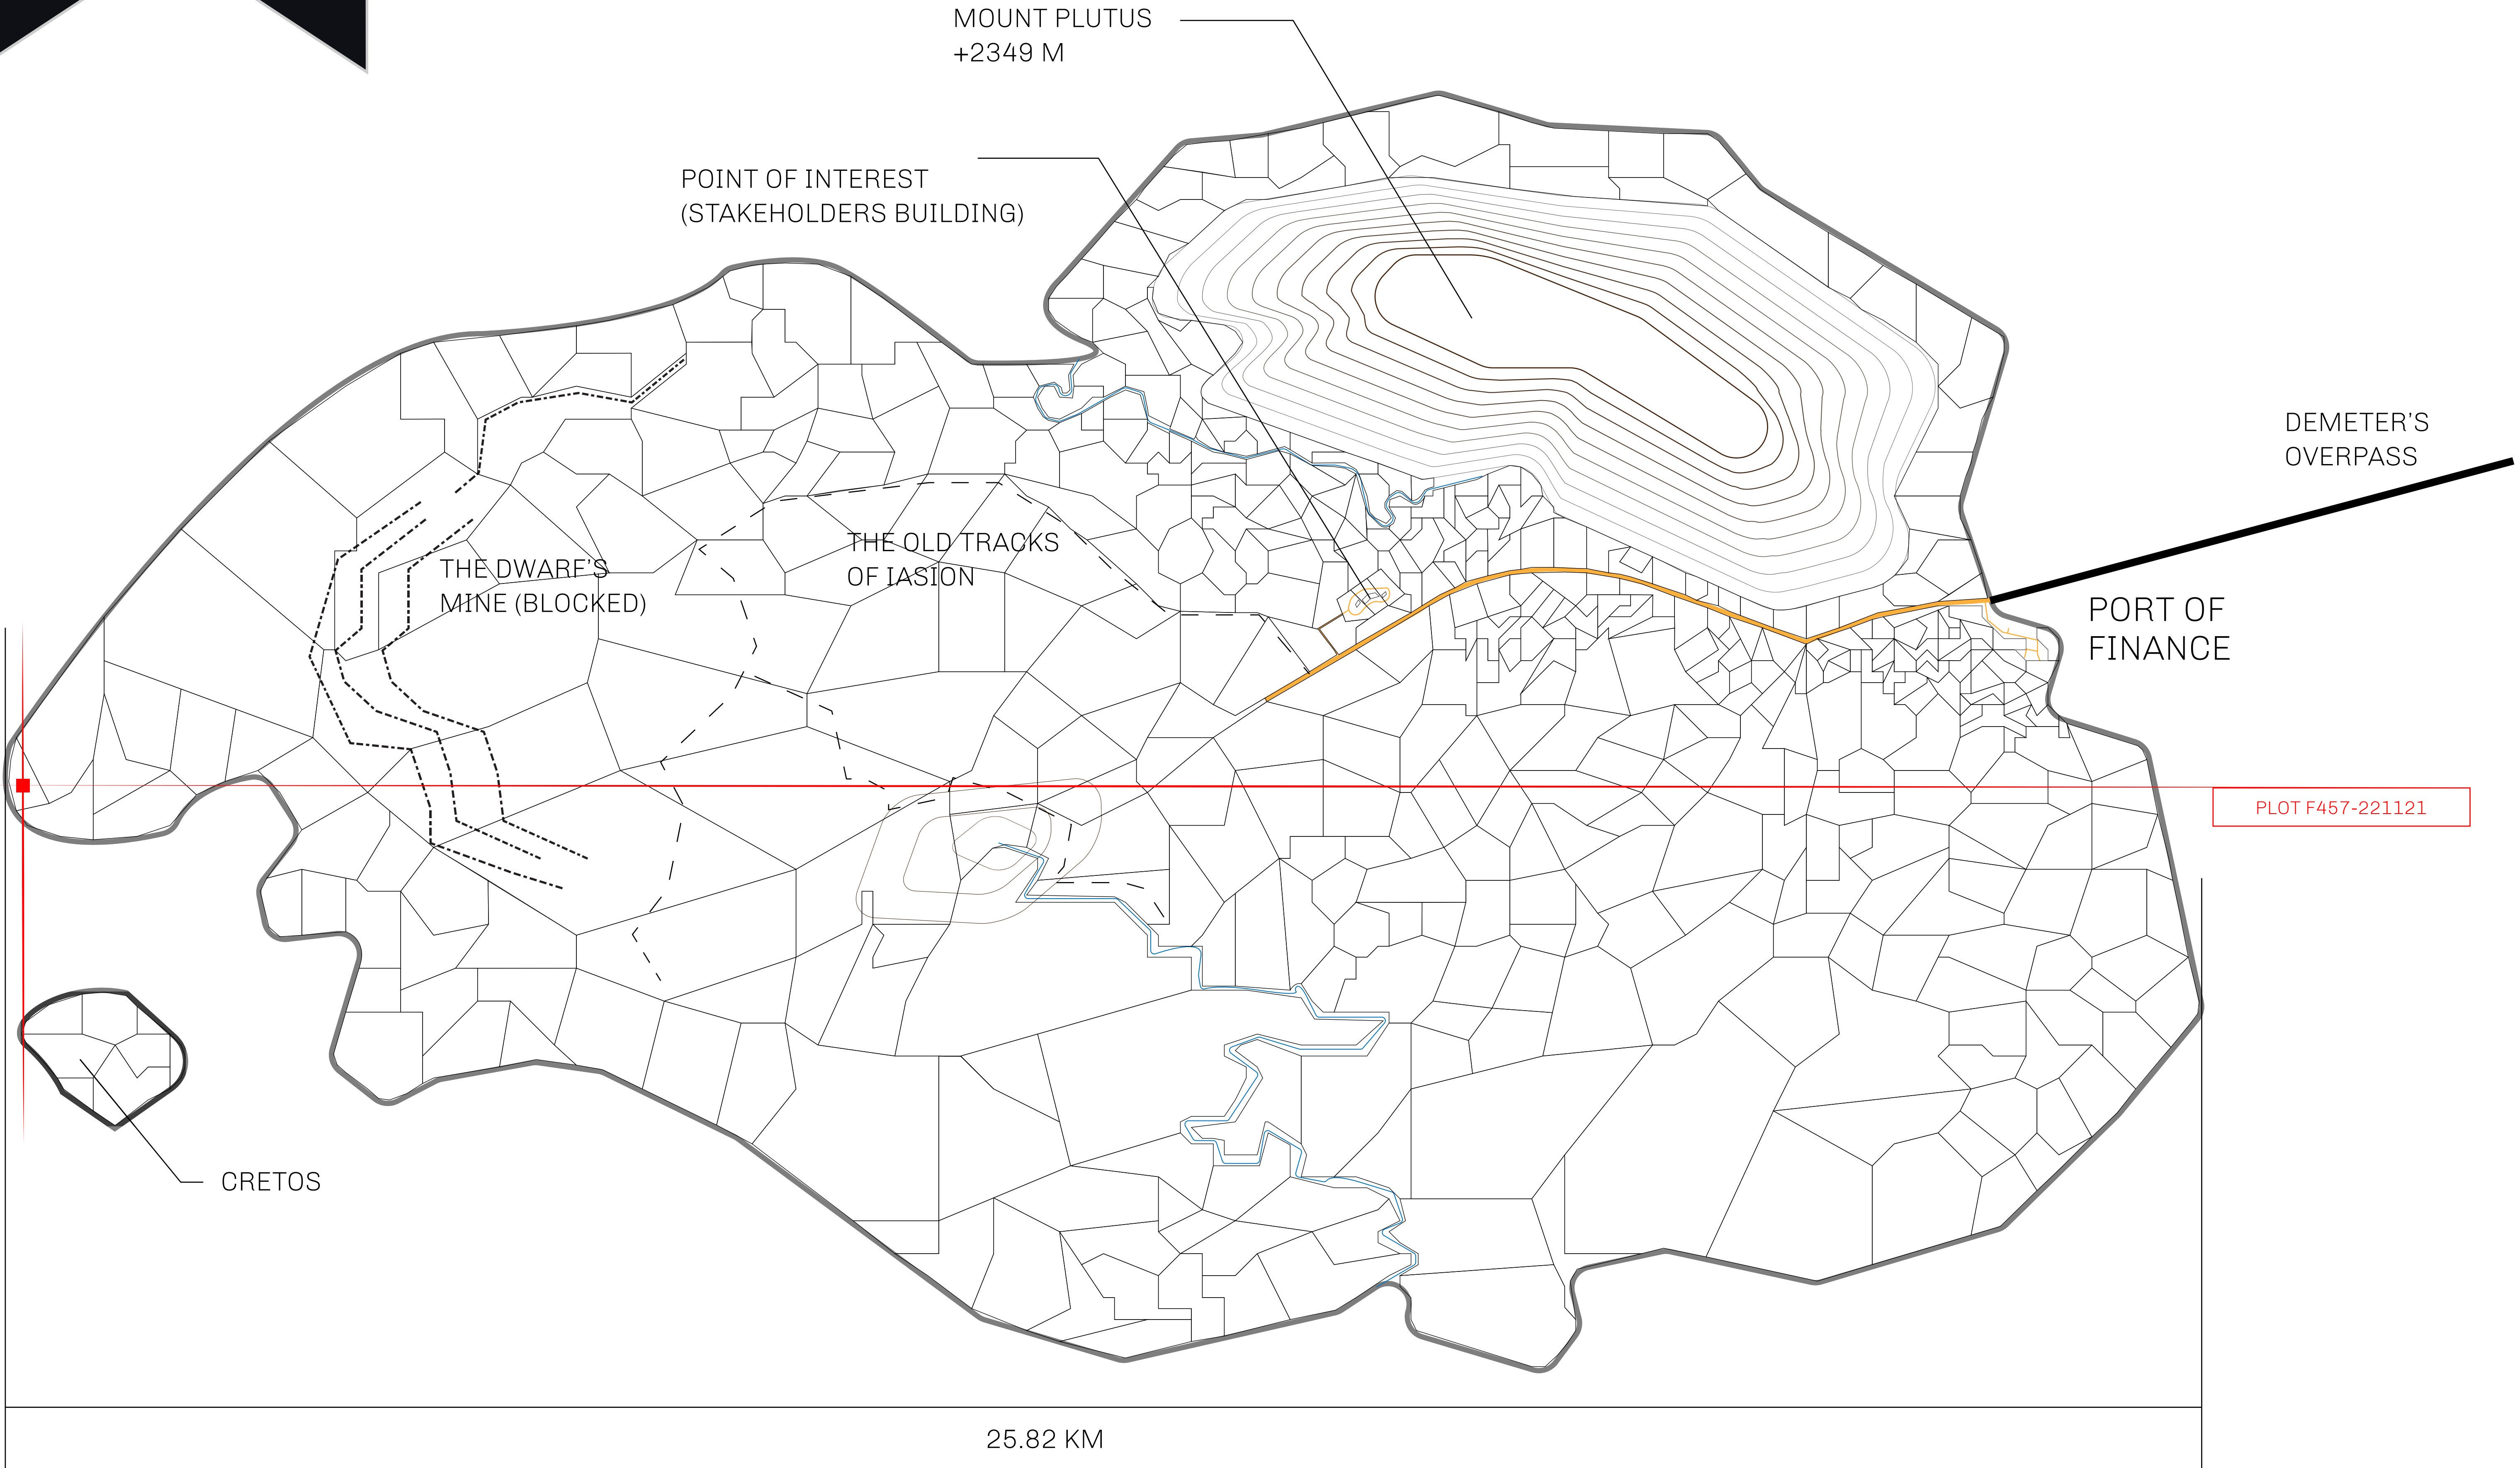 MOUNT PLUTUS
+2349 M
POINT OF INTEREST
(STAKEHOLDERS BUILDING)
DEMETER'S
OVERPASS
THE OLD TRACKS
OF IASION
THE DWARF'S
MINE (BLOCKED)
PORT OF
FINANCE
PLOT F457-221121
CRETOS
25.82 KM